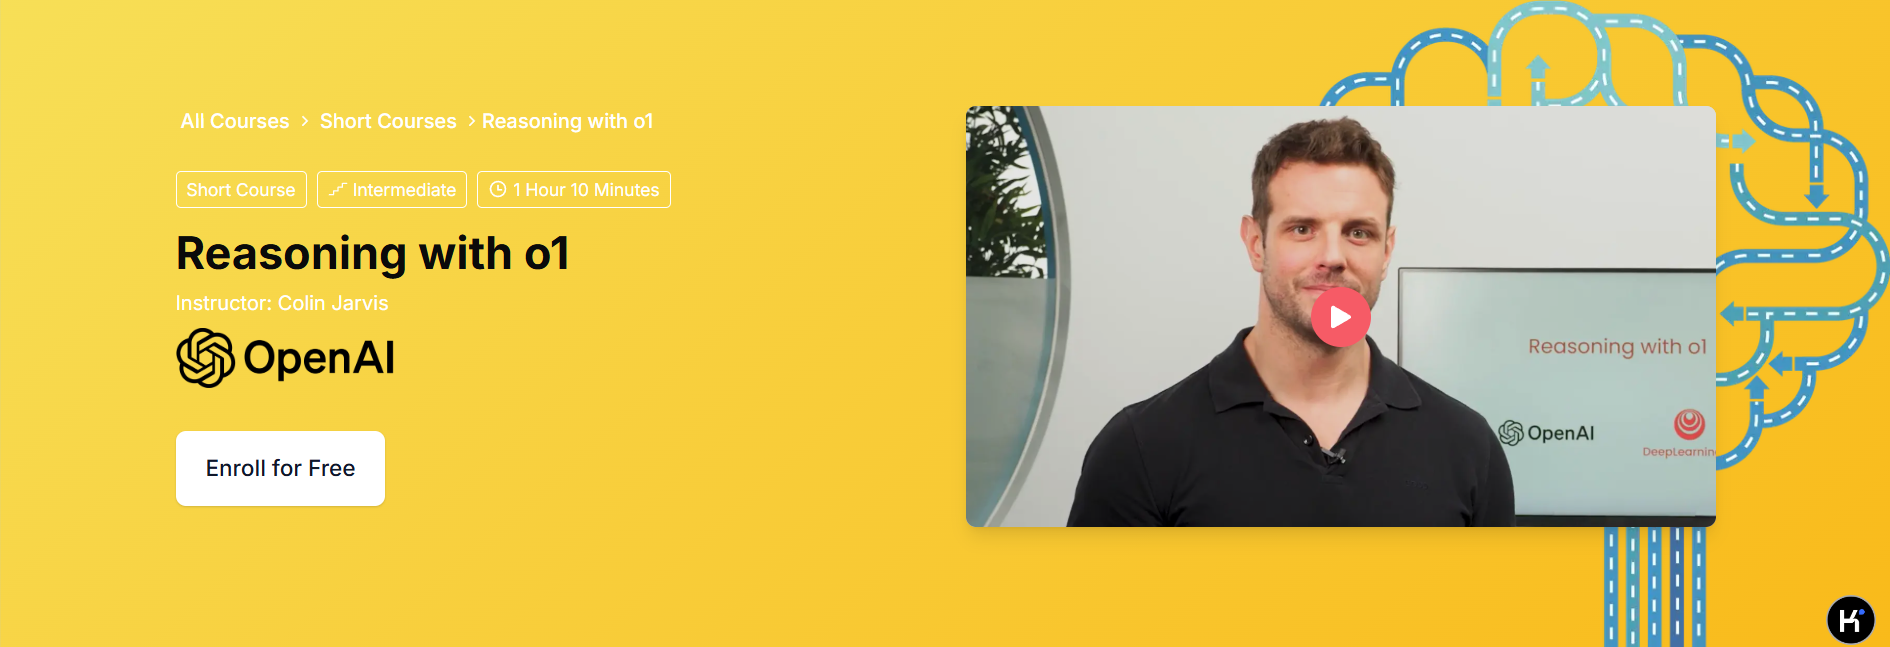 All Courses > Short Courses > Reasoning with o1
Short Course
Intermediate
1 Hour 10 Minutes
Reasoning with o1
Instructor: Colin Jarvis
OpenAI
Enroll for Free
Reasoning with o1
OpenAI
DeepLearnin